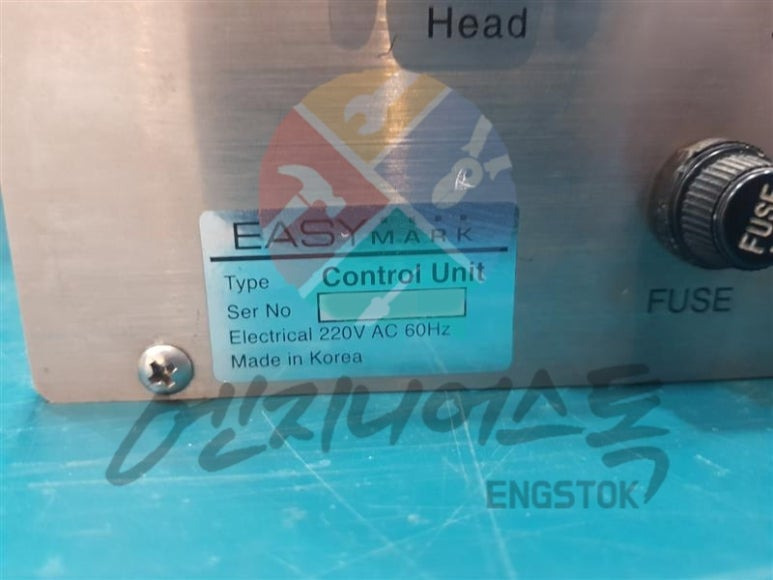 Head
EASY MARK
Type Control Unit
Ser No
Electrical 220V AC 60Hz
Made in Korea
FUSE
FUSE
엔지니어스톡
ENGSTOK